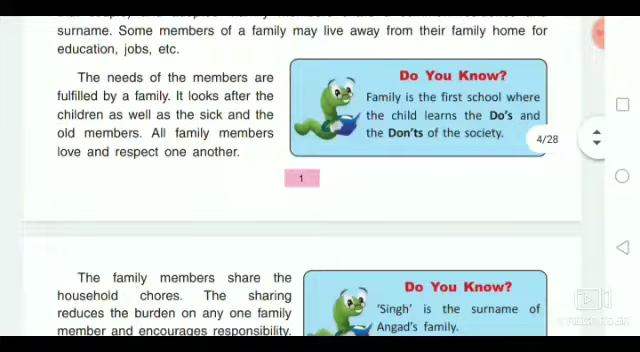 surname. Some members of a family may live away from their family home for
education, jobs, etc.
The needs of the members are
fulfilled by a family. It looks after the
children as well as the sick and the
old members. All family members
love and respect one another.
Do You Know?
Family is the first school where
the child learns the Do's and
the Don'ts of the society.
4/28
1
The family members share the
household chores. The sharing
reduces the burden on any one family
member and encourages responsibility.
Do You Know?
'Singh' is the surname of
Angad's family.